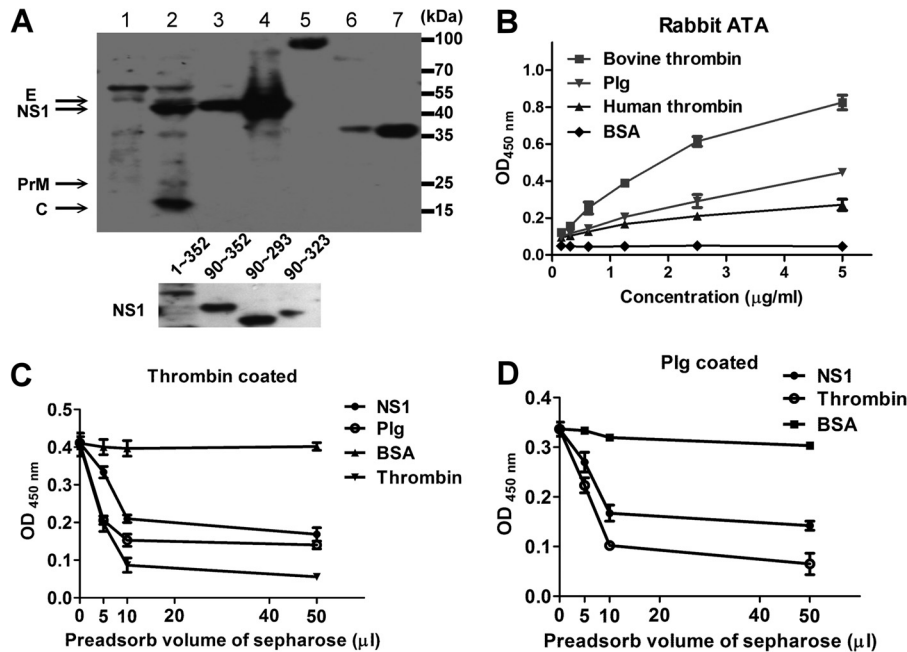 A
1 2 3 4 5 6 7 (kDa)
100
70
55
40
35
25
15
E
NS1
PrM
C
1~352 90~352 90~293 90~323
NS1
B
Rabbit ATA
Bovine thrombin
Plg
Human thrombin
BSA
OD450 nm
1.0
0.8
0.6
0.4
0.2
0.0
0 1 2 3 4 5
Concentration (μg/ml)
C
Thrombin coated
NS1
Plg
BSA
Thrombin
OD 450 nm
0.5
0.4
0.3
0.2
0.1
0.0
0 5 10 20 30 40 50
Preadsorb volume of sepharose (μl)
D
Plg coated
NS1
Thrombin
BSA
OD 450 nm
0.4
0.3
0.2
0.1
0.0
0 5 10 20 30 40 50
Preadsorb volume of sepharose (μl)